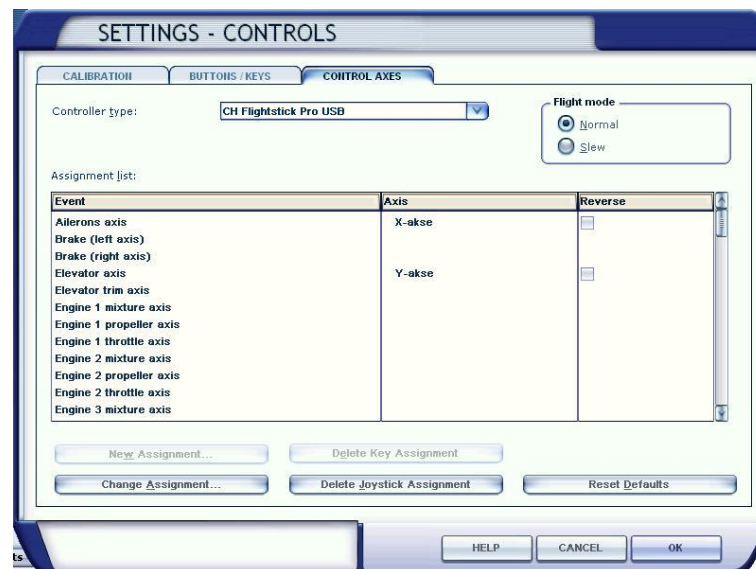 SETTINGS - CONTROLS
CALIBRATION
BUTTONS / KEYS
CONTROL AXES
Controller type:
CH Flightstick Pro USB
Flight mode
Normal
Slew
Assignment list:
Event Axis Reverse
Ailerons axis X-akse
Brake (left axis)
Brake (right axis)
Elevator axis Y-akse
Elevator trim axis
Engine 1 mixture axis
Engine 1 propeller axis
Engine 1 throttle axis
Engine 2 mixture axis
Engine 2 propeller axis
Engine 2 throttle axis
Engine 3 mixture axis
New Assignment...
Delete Key Assignment
Change Assignment...
Delete Joystick Assignment
Reset Defaults
ts
HELP
CANCEL
OK